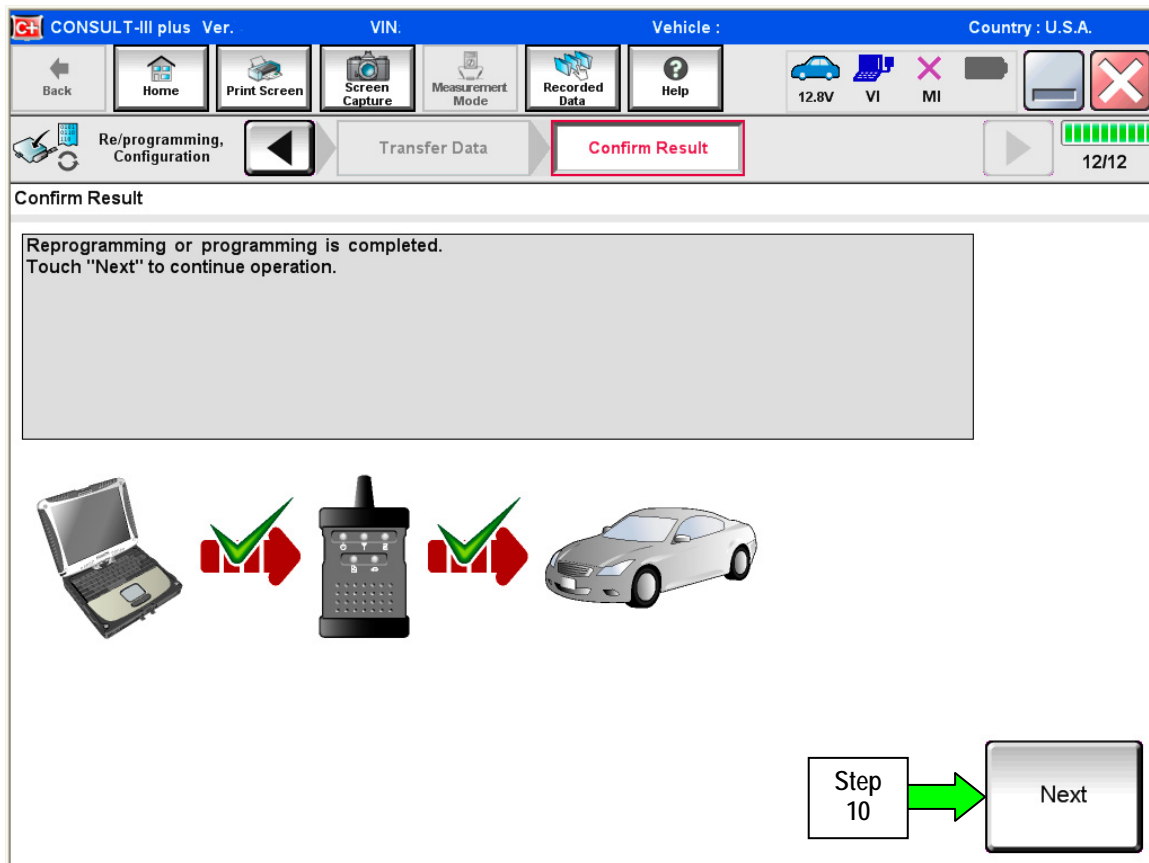 C+ CONSULT-III plus Ver. VIN: Vehicle : Country : U.S.A.
Back
Home
Print Screen
Screen
Capture
Measurement
Mode
Recorded
Data
Help
12.8V
VI
MI
Re/programming,
Configuration
Transfer Data
Confirm Result
12/12
Confirm Result
Reprogramming or programming is completed.
Touch "Next" to continue operation.
Step
10
Next